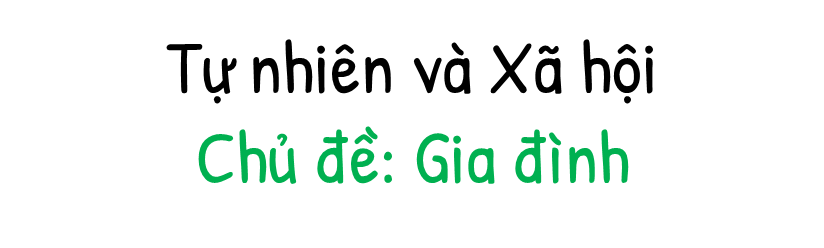 Tự nhiên và Xã hội
Chủ đề: Gia đình